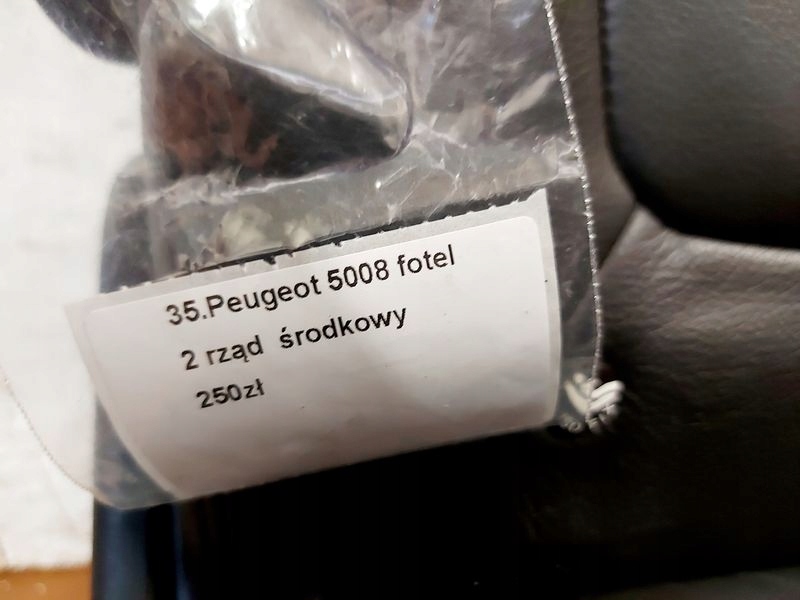 35.Peugeot 5008 fotel
2 rząd środkowy
250zł